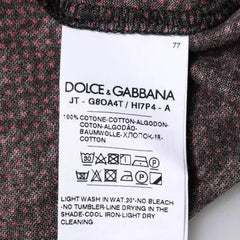 77
DOLCE & GABBANA
JT - G8OA4T / HI7P4 - A
100% COTONE-COTTON-ALGODON
COTTON-ALGODÃO
BAUMWOLLE-ХЛОПОК-棉
COTTON
LIGHT WASH IN WAT.30°-NO BLEACH
-NO TUMBLER-LINE DRYING IN THE
SHADE-COOL IRON-LIGHT DRY
CLEANING